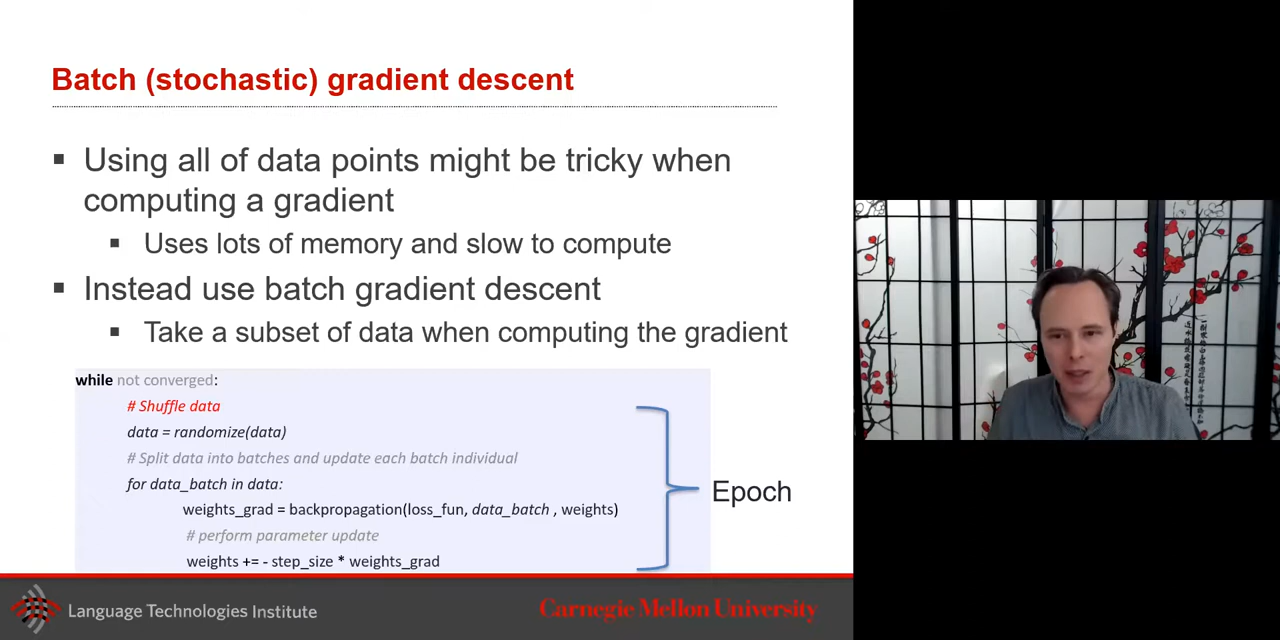 Batch (stochastic) gradient descent
▪ Using all of data points might be tricky when
computing a gradient
▪ Uses lots of memory and slow to compute
▪ Instead use batch gradient descent
▪ Take a subset of data when computing the gradient
while not converged:
# Shuffle data
data = randomize(data)
# Split data into batches and update each batch individual
for data_batch in data:
weights_grad = backpropagation(loss_fun, data_batch , weights)
# perform parameter update
weights += - step_size * weights_grad
Epoch
Language Technologies Institute
Carnegie Mellon University